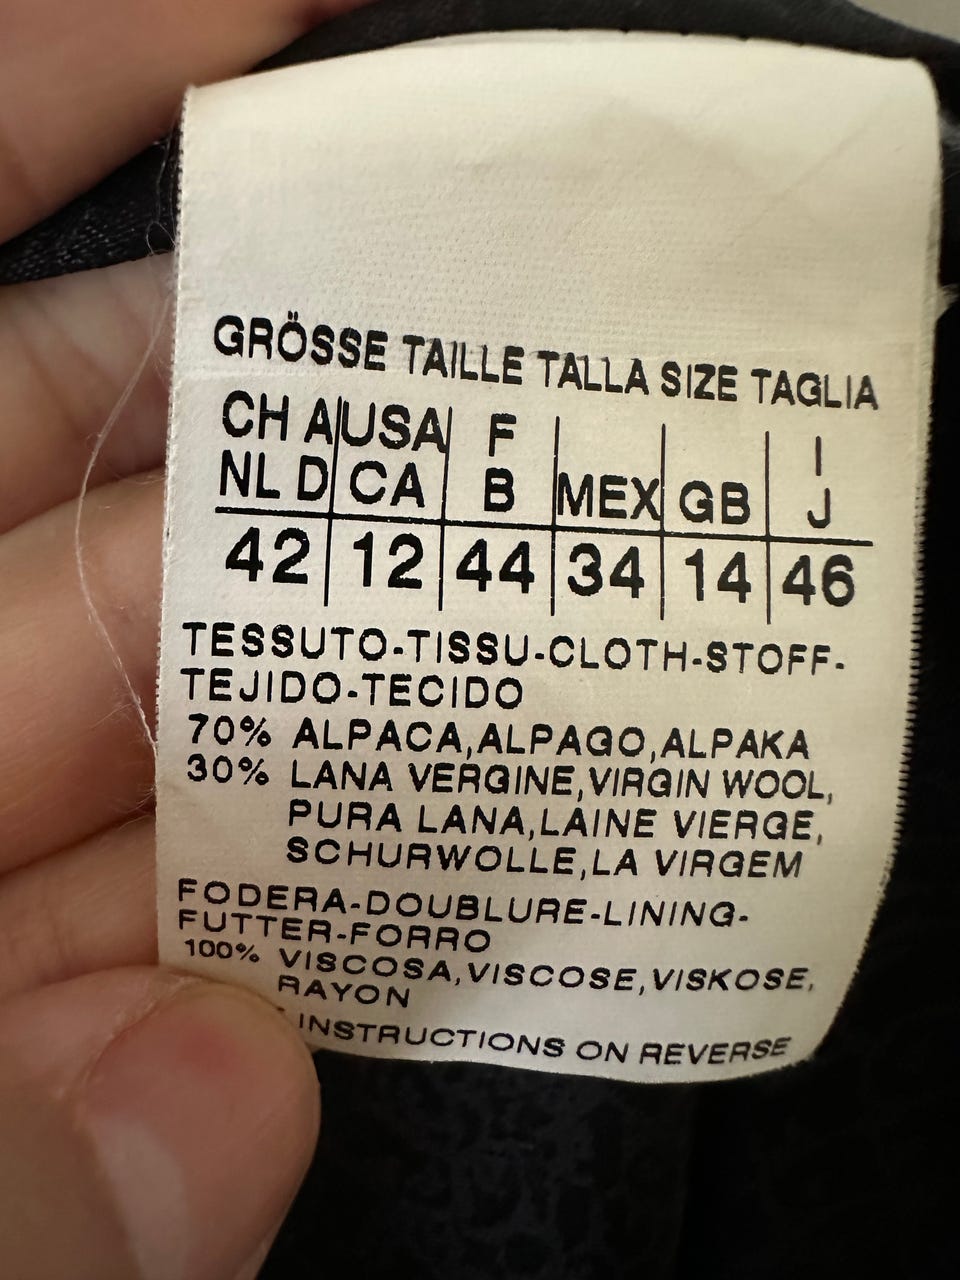 GRÖSSE TAILLE TALLA SIZE TAGLIA
CH A USA F I
NL D CA B MEX GB J
42 12 44 34 14 46
TESSUTO-TISSU-CLOTH-STOFF-
TEJIDO-TECIDO
70% ALPACA,ALPAGO,ALPAKA
30% LANA VERGINE,VIRGIN WOOL,
PURA LANA,LAINE VIERGE,
SCHURWOLLE,LA VIRGEM
FODERA-DOUBLURE-LINING-
FUTTER-FORRO
100% VISCOSA,VISCOSE,VISKOSE,
RAYON
INSTRUCTIONS ON REVERSE